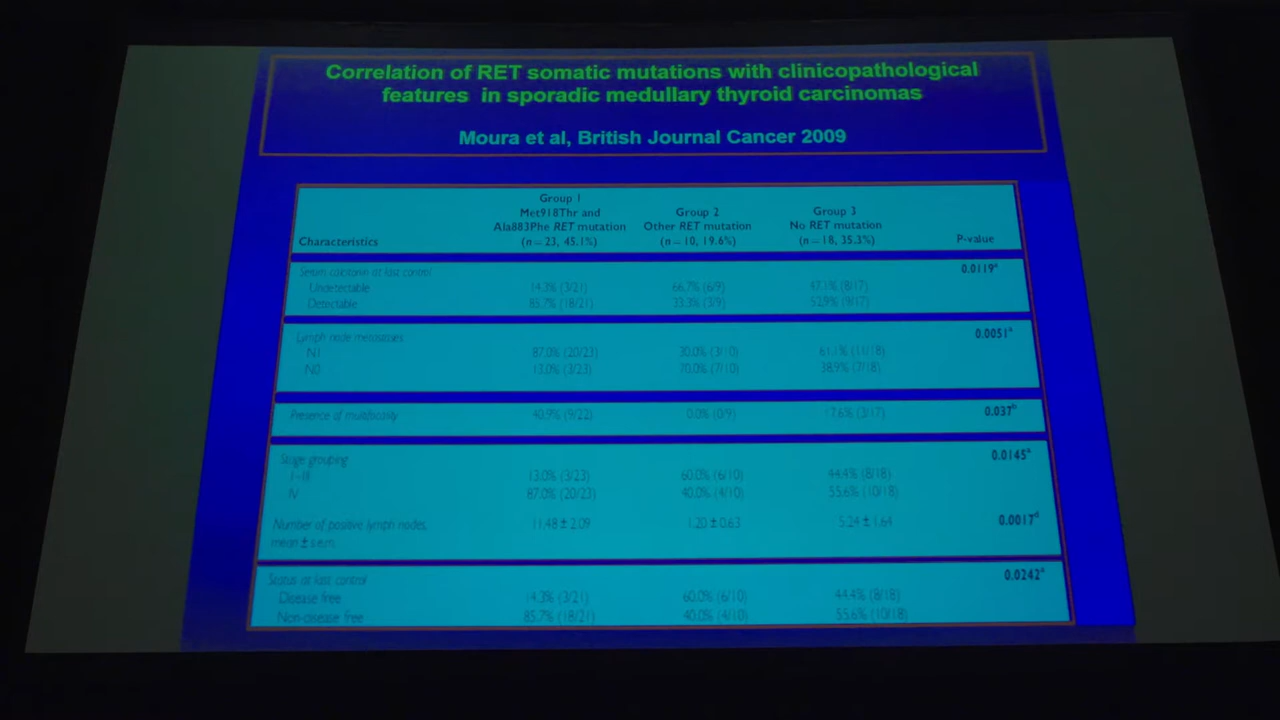 Correlation of RET somatic mutations with clinicopathological
features in sporadic medullary thyroid carcinomas
Moura et al, British Journal Cancer 2009
Characteristics
Group 1
Met918Thr and
Ala883Phe RET mutation
(n = 23, 45.1%)
Group 2
Other RET mutation
(n = 10, 19.6%)
Group 3
No RET mutation
(n = 18, 35.3%)
P-value
Serum calcitonin at last control 0.0119a
Undetectable 14.3% (3/21) 66.7% (6/9) 47.1% (8/17)
Detectable 85.7% (18/21) 33.3% (3/9) 52.9% (9/17)
Lymph node metastases 0.0051a
N1 87.0% (20/23) 30.0% (3/10) 61.1% (11/18)
N0 13.0% (3/23) 70.0% (7/10) 38.9% (7/18)
Presence of multifocality 40.9% (9/22) 0.0% (0/9) 17.6% (3/17) 0.037b
Stage grouping 0.0145a
I–III 13.0% (3/23) 60.0% (6/10) 44.4% (8/18)
IV 87.0% (20/23) 40.0% (4/10) 55.6% (10/18)
Number of positive lymph nodes, 11.48 ± 2.09 1.20 ± 0.63 5.24 ± 1.64 0.0017d
mean ± s.e.m.
Status at last control 0.0242a
Disease free 14.3% (3/21) 60.0% (6/10) 44.4% (8/18)
Non-disease free 85.7% (18/21) 40.0% (4/10) 55.6% (10/18)